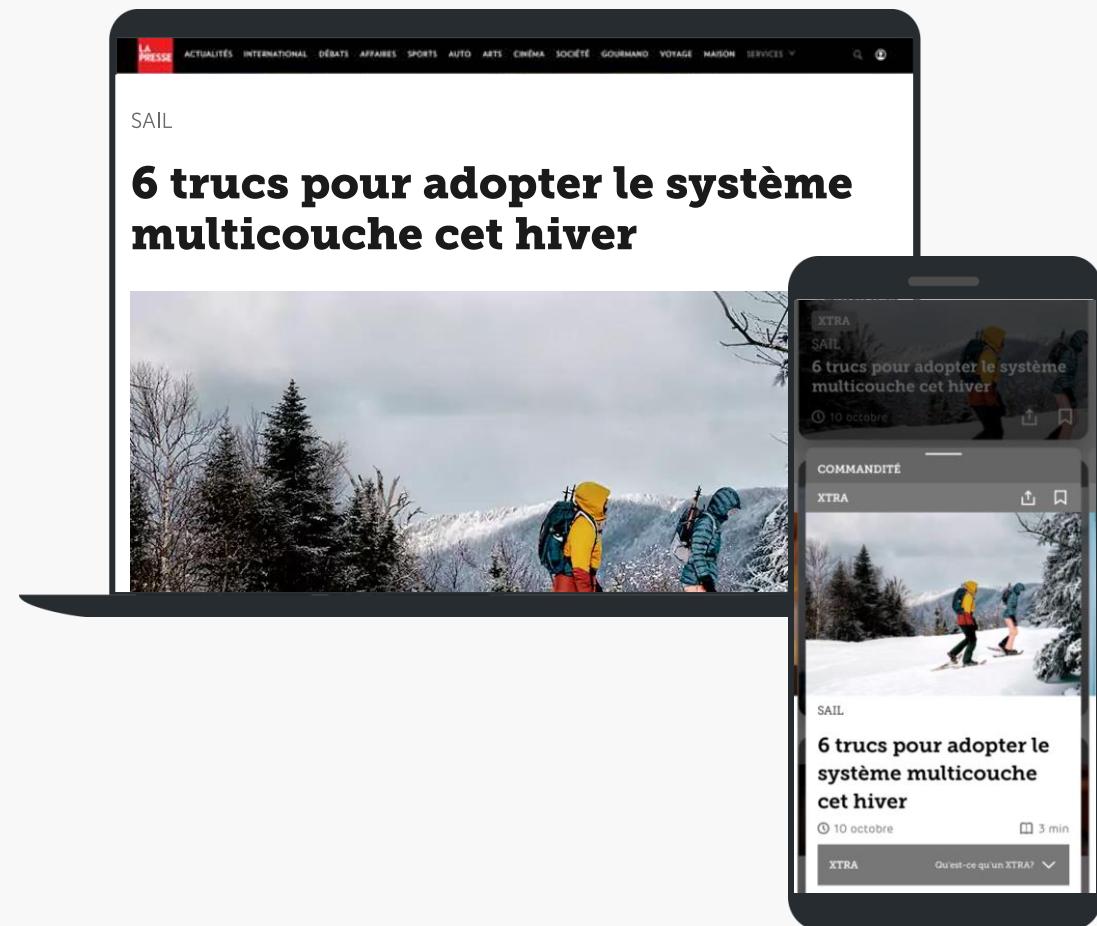 LA
PRESSE
ACTUALITÉS INTERNATIONAL DÉBATS AFFAIRES SPORTS AUTO ARTS CINÉMA SOCIÉTÉ GOURMAND VOYAGE MAISON SERVICES
SAIL
6 trucs pour adopter le système
multicouche cet hiver
XTRA
SAIL
6 trucs pour adopter le système
multicouche cet hiver
10 octobre
COMMANDITÉ
XTRA
SAIL
6 trucs pour adopter le
système multicouche
cet hiver
10 octobre 3 min
XTRA Qu'est-ce qu'un XTRA?